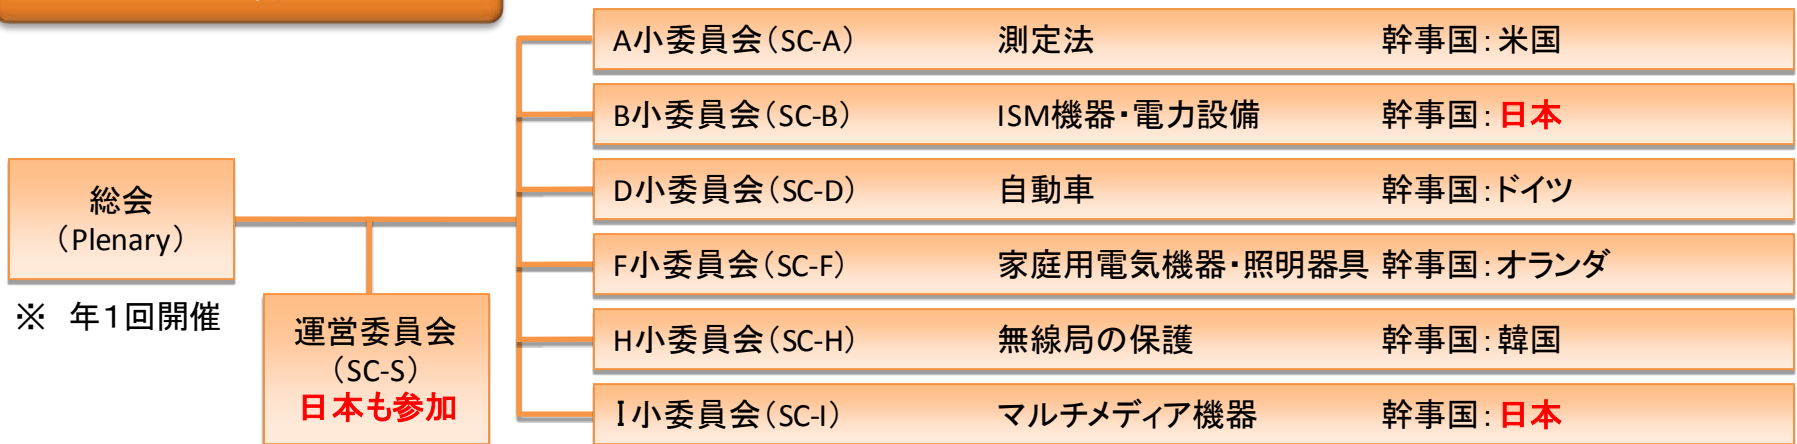 A小委員会(SC-A) 測定法 幹事国:米国
B小委員会(SC-B) ISM機器・電力設備 幹事国:日本
D小委員会(SC-D) 自動車 幹事国:ドイツ
F小委員会(SC-F) 家庭用電気機器・照明器具 幹事国:オランダ
H小委員会(SC-H) 無線局の保護 幹事国:韓国
I小委員会(SC-I) マルチメディア機器 幹事国:日本
総会
(Plenary)
※ 年1回開催
運営委員会
(SC-S)
日本も参加